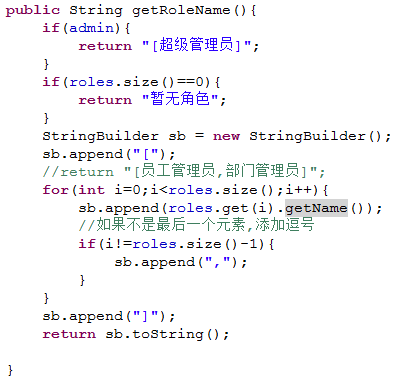 public String getRoleName(){
    if(admin){
        return "[超级管理员]";
    }
    if(roles.size()==0){
        return "暂无角色";
    }
    StringBuilder sb = new StringBuilder();
    sb.append("[");
    //return "[员工管理员,部门管理员]";
    for(int i=0;i<roles.size();i++){
        sb.append(roles.get(i).getName());
        //如果不是最后一个元素,添加逗号
        if(i!=roles.size()-1){
            sb.append(",");
        }
    }
    sb.append("]");
    return sb.toString();
}